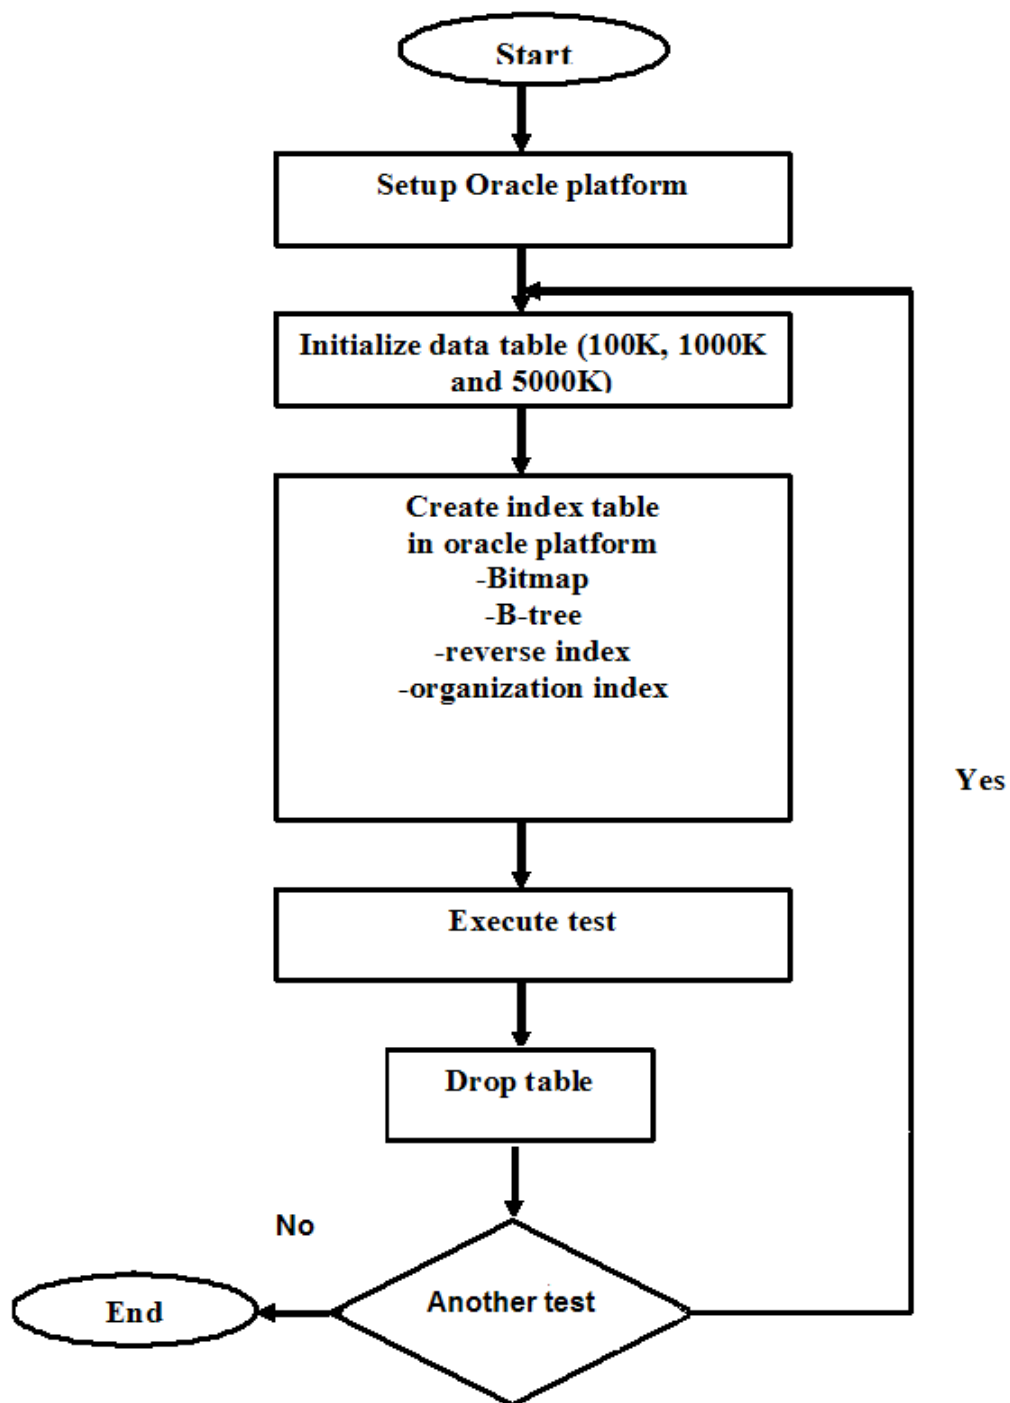 Start
Setup Oracle platform
Initialize data table (100K, 1000K
and 5000K)
Create index table
in oracle platform
-Bitmap
-B-tree
-reverse index
-organization index
Yes
Execute test
Drop table
No
Another test
End